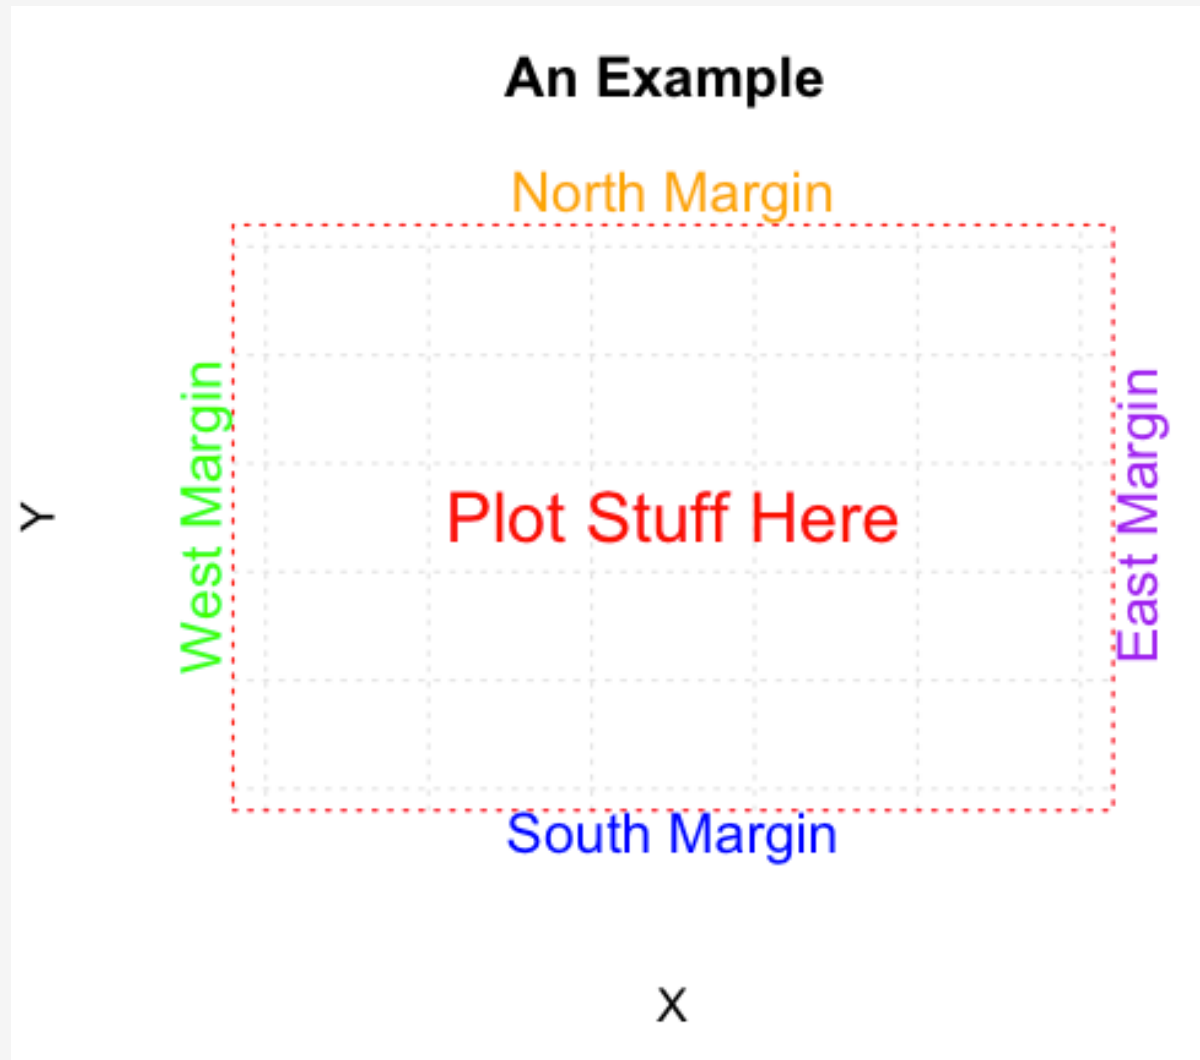 An Example
North Margin
West Margin
East Margin
Y
Plot Stuff Here
South Margin
X